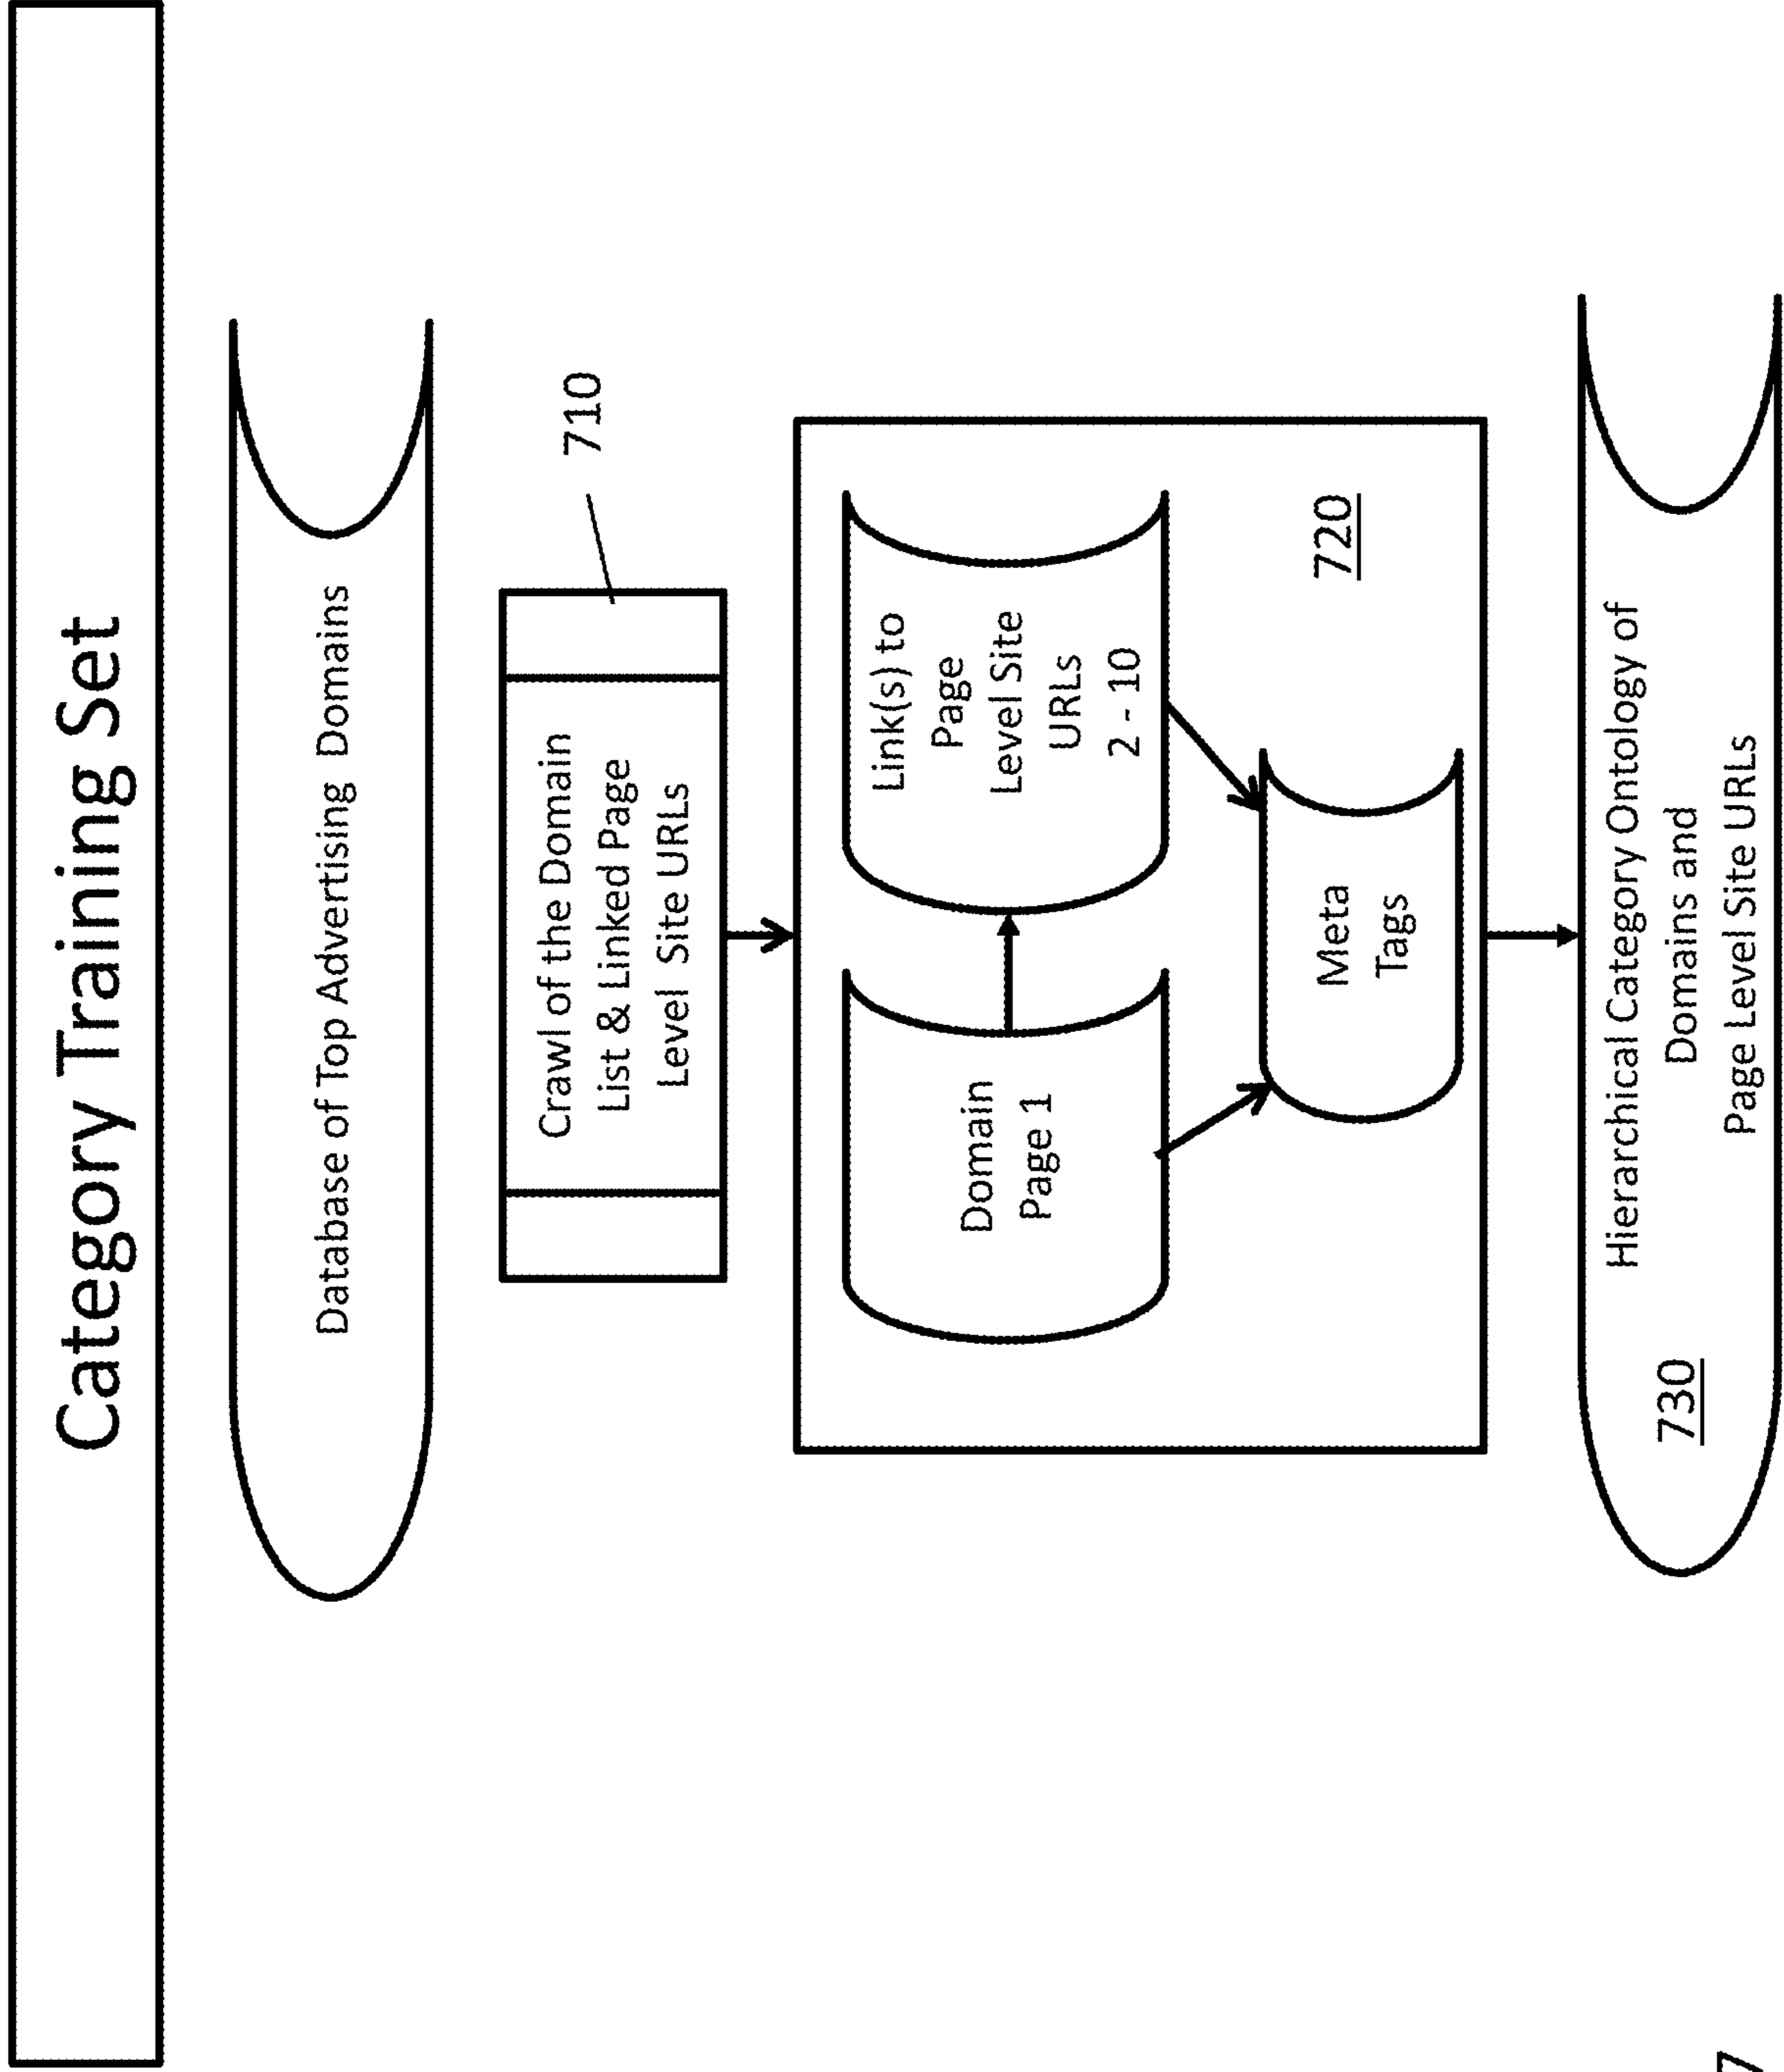 Category Training Set
Database of Top Advertising Domains
710
Crawl of the Domain
List & Linked Page
Level Site URLs
Domain
Page 1
Link(s) to
Page
Level Site
URLs
2 - 10
Meta
Tags
720
730
Hierarchical Category Ontology of
Domains and
Page Level Site URLs
7